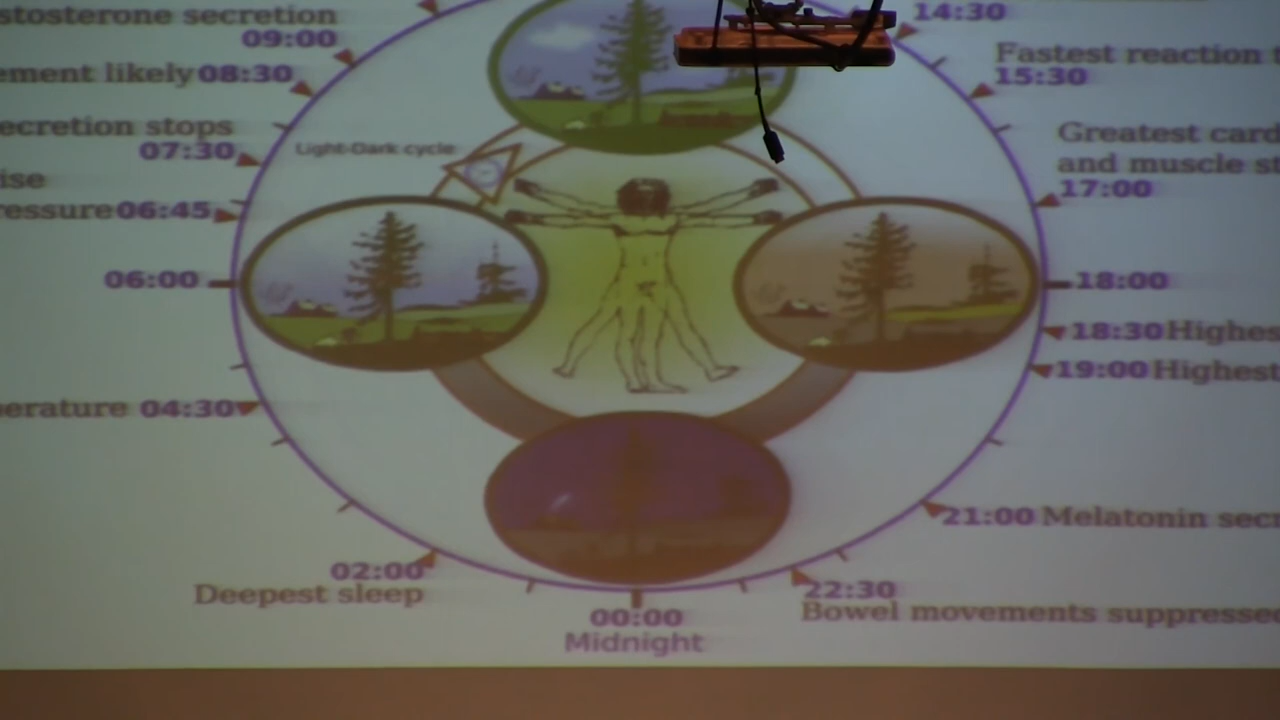 stosterone secretion
09:00
ement likely 08:30
ecretion stops
07:30
ise
ressure 06:45
06:00
perature 04:30
02:00
Deepest sleep
00:00
Midnight
Light-Dark cycle
14:30
Fastest reaction
15:30
Greatest card
and muscle st
17:00
18:00
18:30 Highes
19:00 Highest
21:00 Melatonin secr
22:30
Bowel movements suppressed